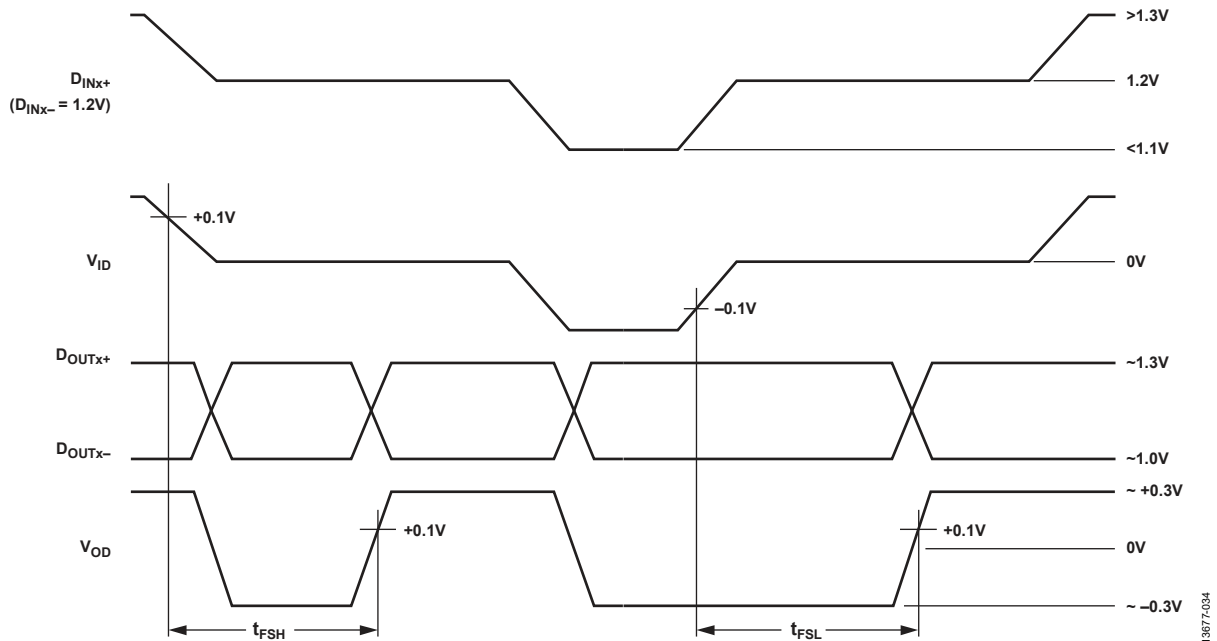 >1.3V
DINx+
(DINx– = 1.2V)
1.2V
<1.1V
+0.1V
VID
0V
–0.1V
DOUTx+
~1.3V
DOUTx–
~1.0V
~ +0.3V
+0.1V
+0.1V
VOD
0V
~ –0.3V
tFSH
tFSL
13677-034